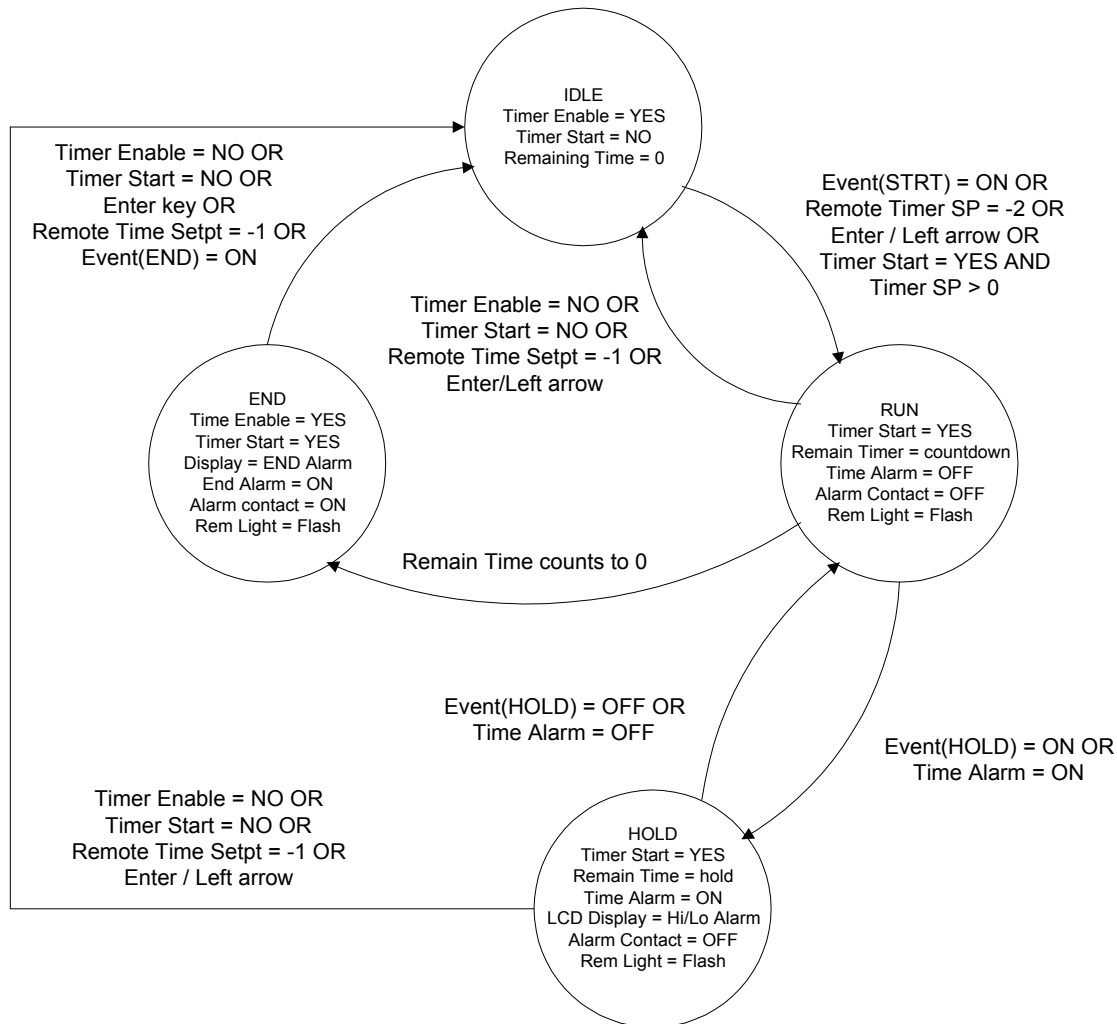 IDLE
Timer Enable = YES
Timer Start = NO
Remaining Time = 0
Timer Enable = NO OR
Timer Start = NO OR
Enter key OR
Remote Time Setpt = -1 OR
Event(END) = ON
Event(STRT) = ON OR
Remote Timer SP = -2 OR
Enter / Left arrow OR
Timer Start = YES AND
Timer SP > 0
Timer Enable = NO OR
Timer Start = NO OR
Remote Time Setpt = -1 OR
Enter/Left arrow
END
Time Enable = YES
Timer Start = YES
Display = END Alarm
End Alarm = ON
Alarm contact = ON
Rem Light = Flash
RUN
Timer Start = YES
Remain Timer = countdown
Time Alarm = OFF
Alarm Contact = OFF
Rem Light = Flash
Remain Time counts to 0
Event(HOLD) = OFF OR
Time Alarm = OFF
Event(HOLD) = ON OR
Time Alarm = ON
Timer Enable = NO OR
Timer Start = NO OR
Remote Time Setpt = -1 OR
Enter / Left arrow
HOLD
Timer Start = YES
Remain Time = hold
Time Alarm = ON
LCD Display = Hi/Lo Alarm
Alarm Contact = OFF
Rem Light = Flash